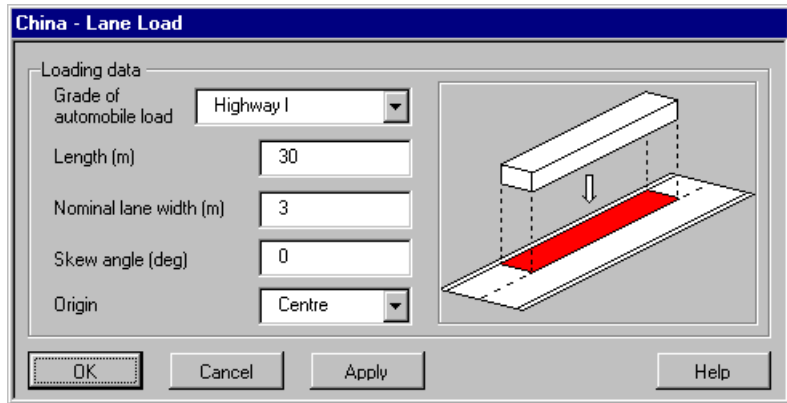 China - Lane Load
Loading data
Grade of
automobile load
Highway I
Length (m)
30
Nominal lane width (m)
3
Skew angle (deg)
0
Origin
Centre
OK
Cancel
Apply
Help